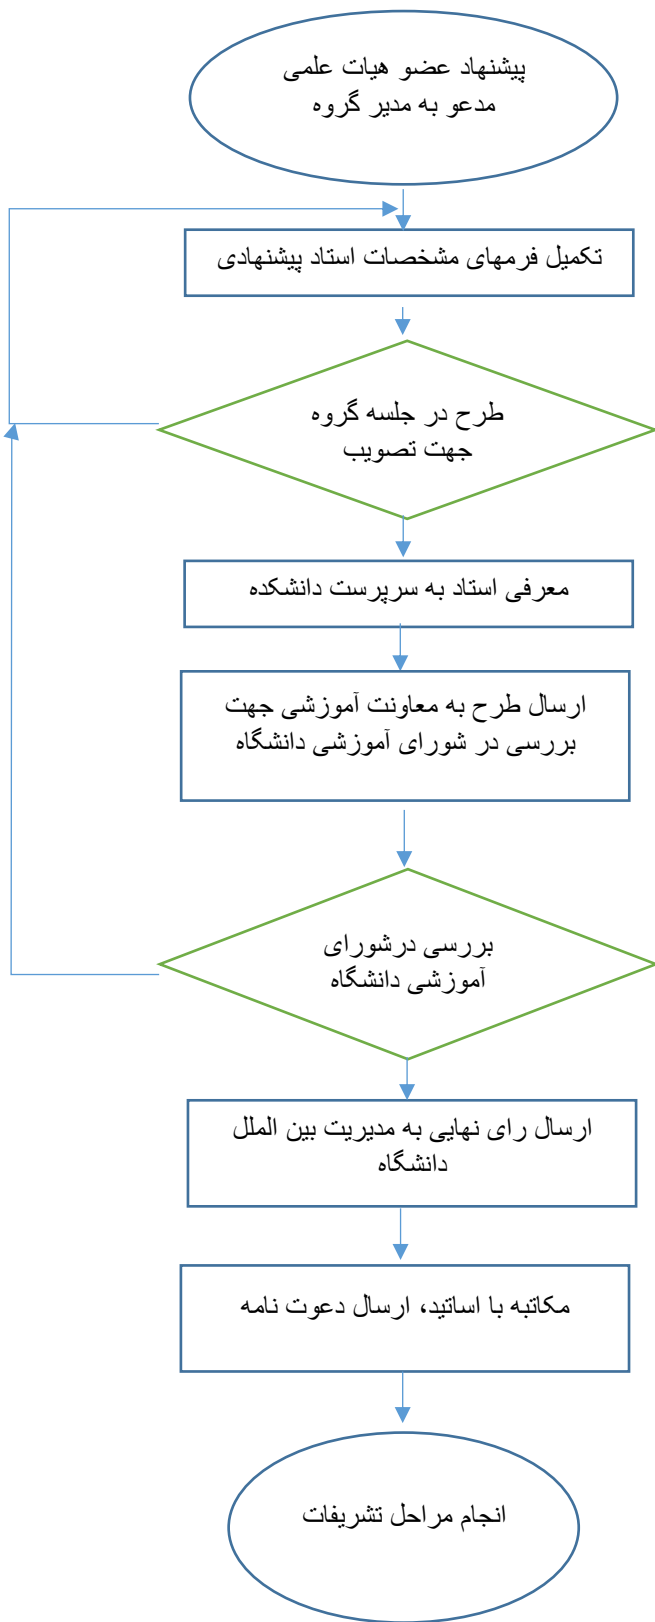 پیشنهاد عضو هیات علمی
مدعو به مدیر گروه
تکمیل فرمهای مشخصات استاد پیشنهادی
طرح در جلسه گروه
جهت تصویب
معرفی استاد به سرپرست دانشکده
ارسال طرح به معاونت آموزشی جهت
بررسی در شورای آموزشی دانشگاه
بررسی درشورای
آموزشی دانشگاه
ارسال رای نهایی به مدیریت بین الملل
دانشگاه
مکاتبه با اساتید، ارسال دعوت نامه
انجام مراحل تشریفات